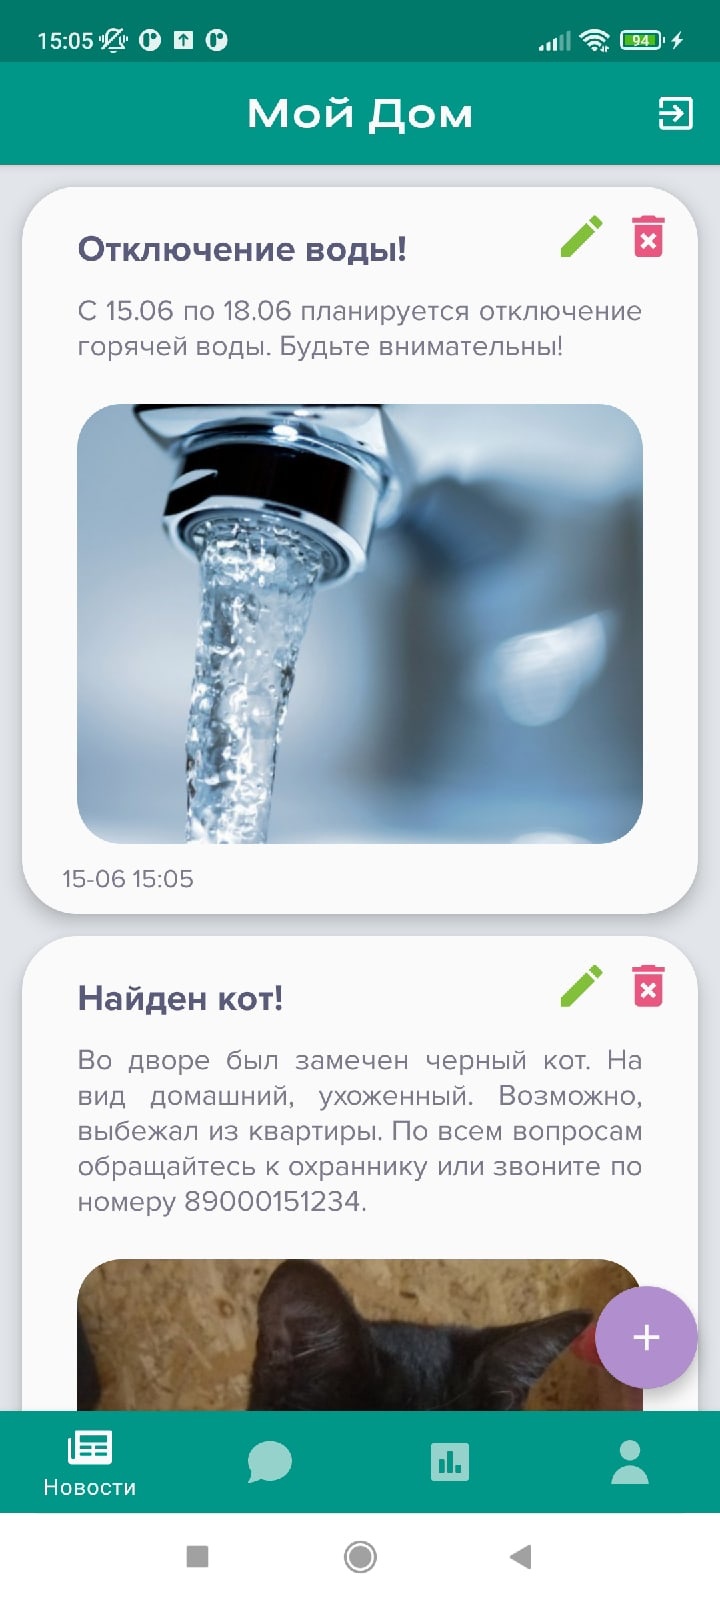 15:05
94
Мой Дом
Отключение воды!
С 15.06 по 18.06 планируется отключение
горячей воды. Будьте внимательны!
15-06 15:05
Найден кот!
Во дворе был замечен черный кот. На
вид домашний, ухоженный. Возможно,
выбежал из квартиры. По всем вопросам
обращайтесь к охраннику или звоните по
номеру 89000151234.
+
Новости